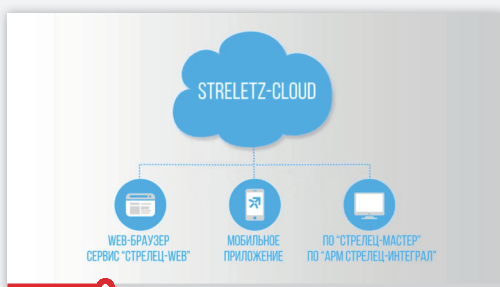 STRELETZ-CLOUD
WEB-БРАУЗЕР
СЕРВИС "СТРЕЛЕЦ-WEB"
МОБИЛЬНОЕ
ПРИЛОЖЕНИЕ
ПО "СТРЕЛЕЦ-МАСТЕР"
ПО "АРМ СТРЕЛЕЦ-ИНТЕГРАЛ"